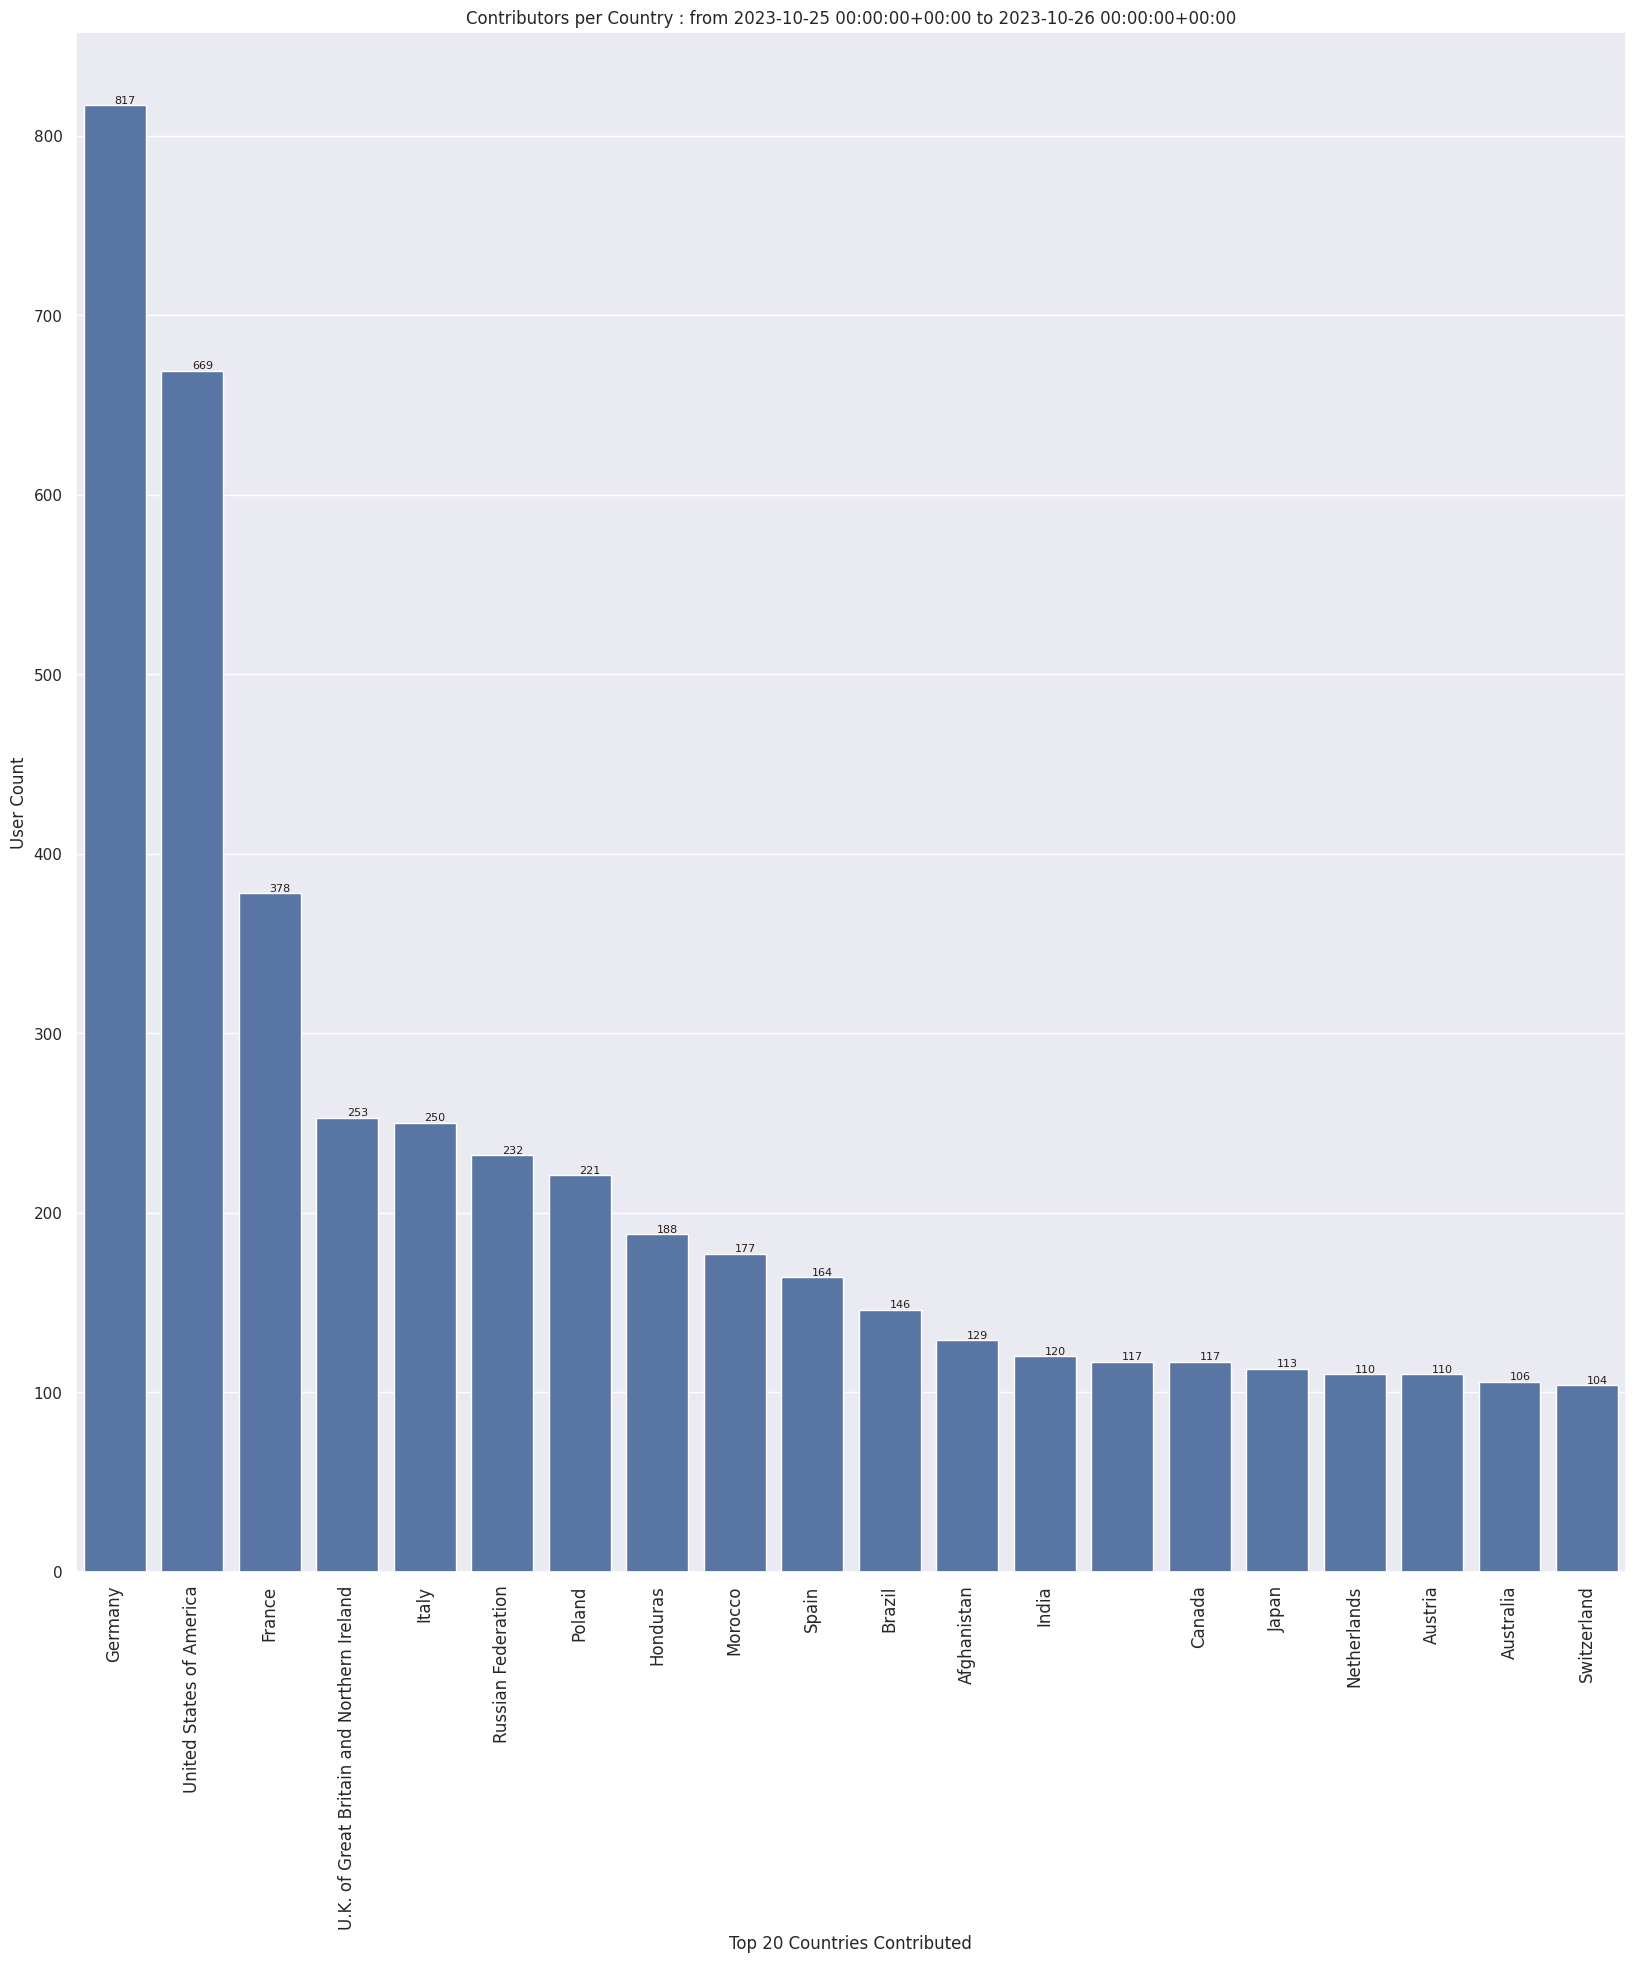 Contributors per Country : from 2023-10-25 00:00:00+00:00 to 2023-10-26 00:00:00+00:00
User Count
800
700
600
500
400
300
200
100
0
817
669
378
253
250
232
221
188
177
164
146
129
120
117
117
113
110
110
106
104
Germany
United States of America
France
U.K. of Great Britain and Northern Ireland
Italy
Russian Federation
Poland
Honduras
Morocco
Spain
Brazil
Afghanistan
India
Canada
Japan
Netherlands
Austria
Australia
Switzerland
Top 20 Countries Contributed